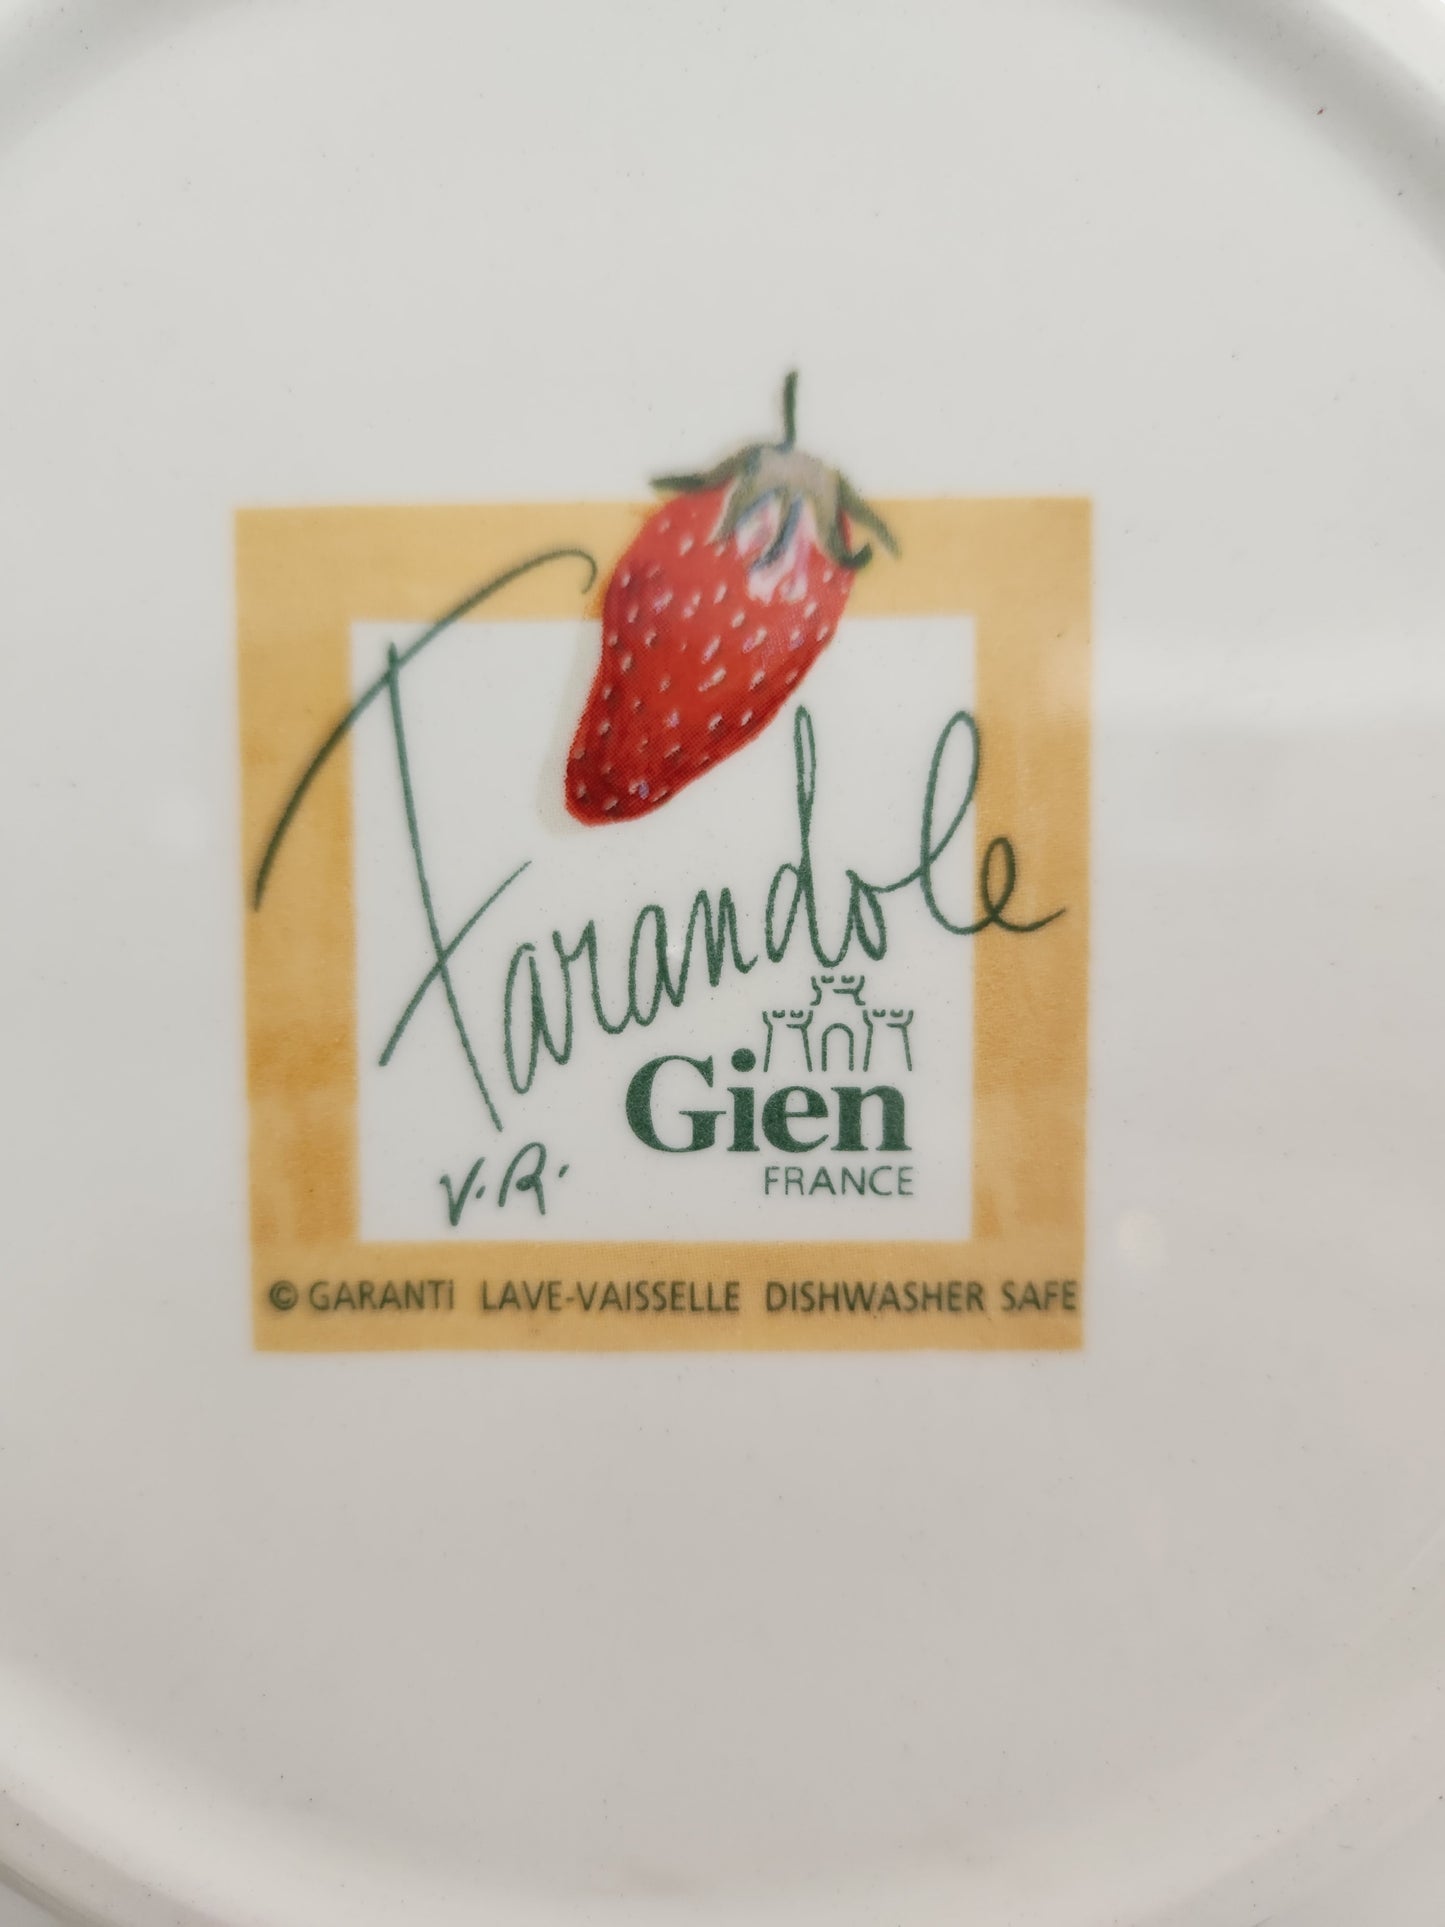 Farandole
Gien
FRANCE
V.R.
© GARANTi LAVE-VAISSELLE DISHWASHER SAFE